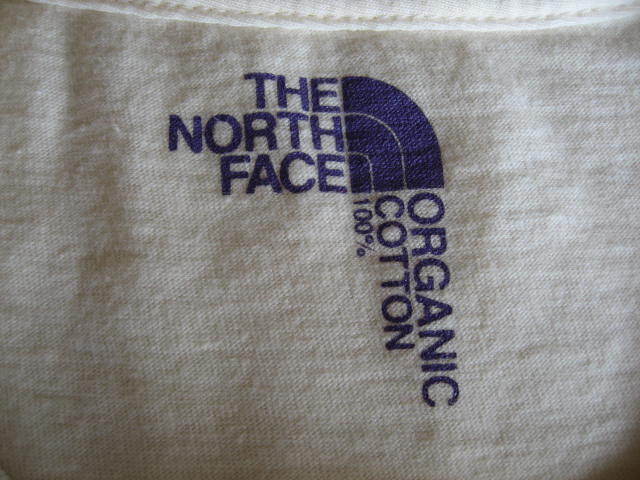 THE
NORTH
FACE
100%
ORGANIC
COTTON